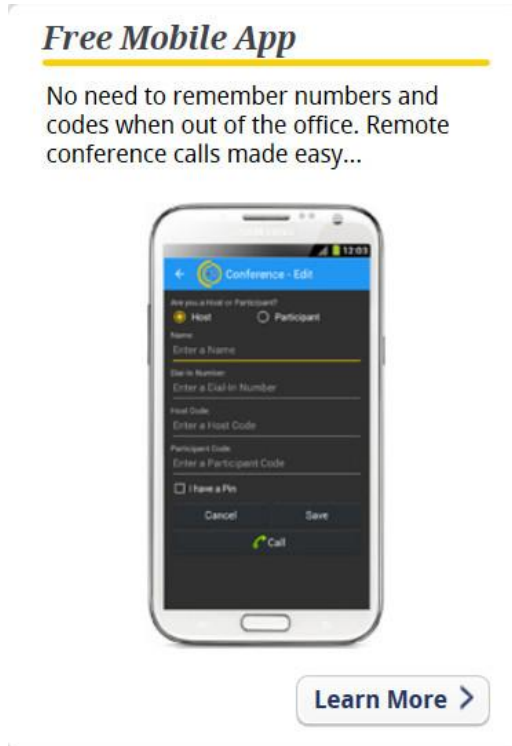 Free Mobile App
No need to remember numbers and
codes when out of the office. Remote
conference calls made easy...
12:03
Conference - Edit
Are you a Host or Participant?
Host Participant
Name:
Enter a Name
Dial-In Number:
Enter a Dial-In Number
Host Code:
Enter a Host Code
Participant Code:
Enter a Participant Code
I have a Pin
Cancel Save
Call
Learn More